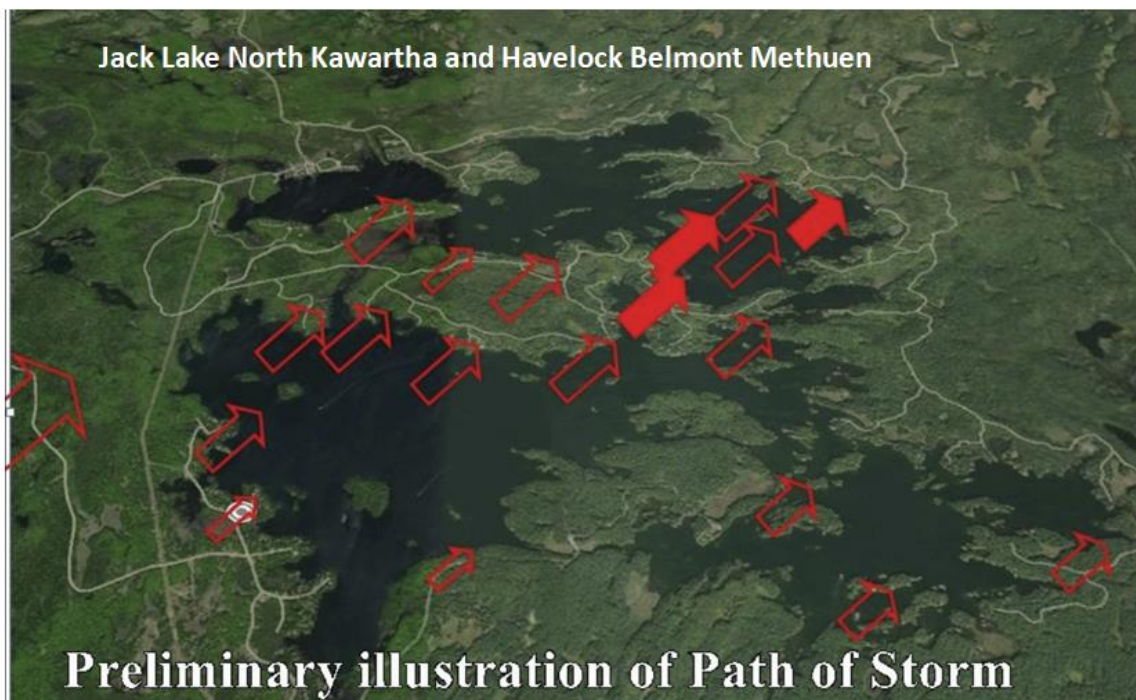 Jack Lake North Kawartha and Havelock Belmont Methuen
Preliminary illustration of Path of Storm